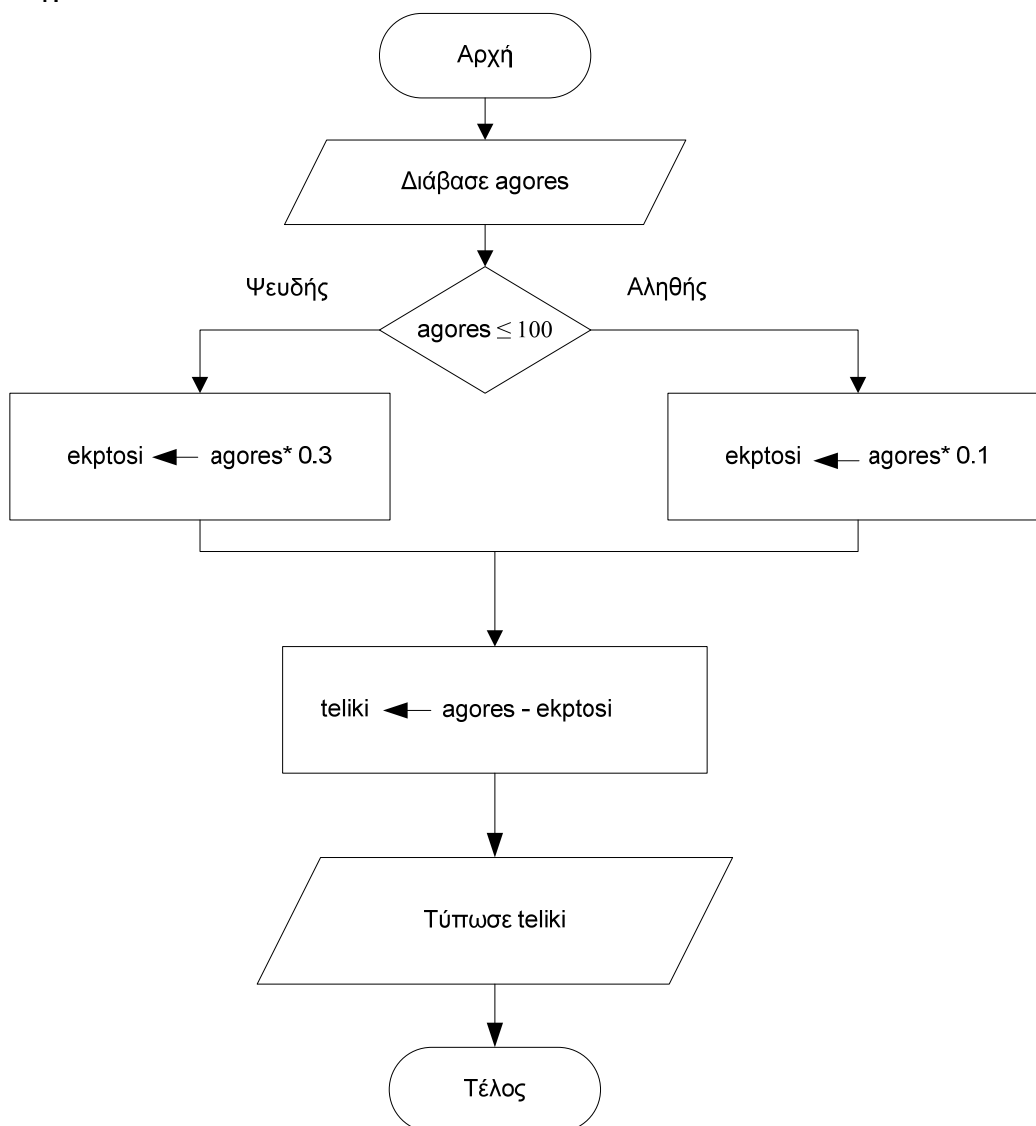 Αρχή
Διάβασε agores
Ψευδής
Αληθής
agores ≤ 100
ekptosi ← agores* 0.3
ekptosi ← agores* 0.1
teliki ← agores - ekptosi
Τύπωσε teliki
Τέλος